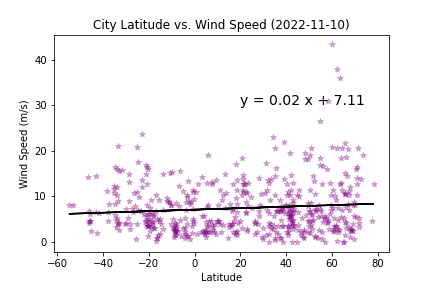 City Latitude vs. Wind Speed (2022-11-10)
40
30
20
10
0
Wind Speed (m/s)
y = 0.02 x + 7.11
−60 −40 −20 0 20 40 60 80
Latitude